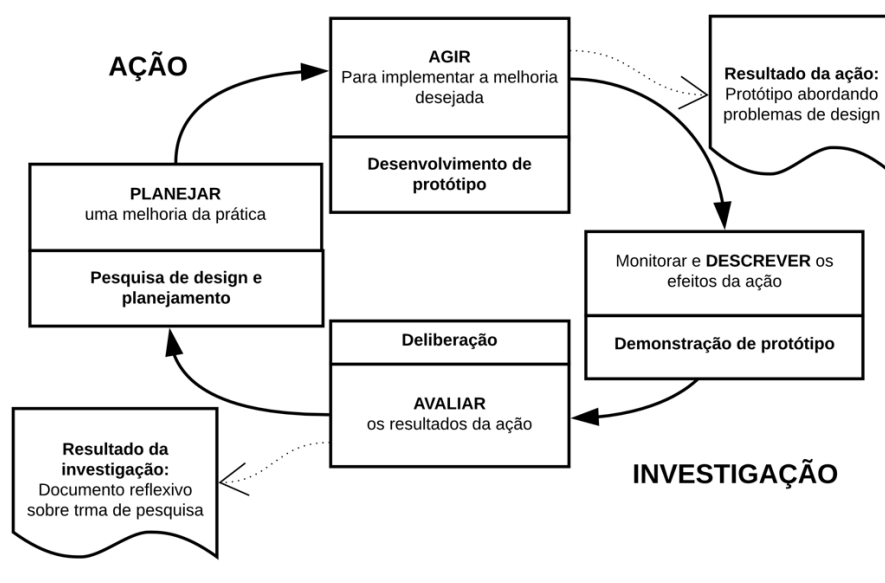 AÇÃO
AGIR
Para implementar a melhoria
desejada
Desenvolvimento de
protótipo
Resultado da ação:
Protótipo abordando
problemas de design
PLANEJAR
uma melhoria da prática
Pesquisa de design e
planejamento
Monitorar e DESCREVER os
efeitos da ação
Demonstração de protótipo
Deliberação
AVALIAR
os resultados da ação
Resultado da
investigação:
Documento reflexivo
sobre trma de pesquisa
INVESTIGAÇÃO